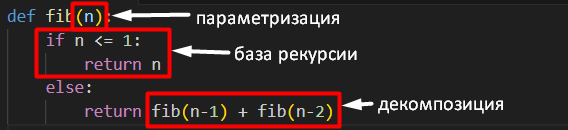 def fib(n): параметризация
if n <= 1:
return n база рекурсии
else:
return fib(n-1) + fib(n-2) декомпозиция